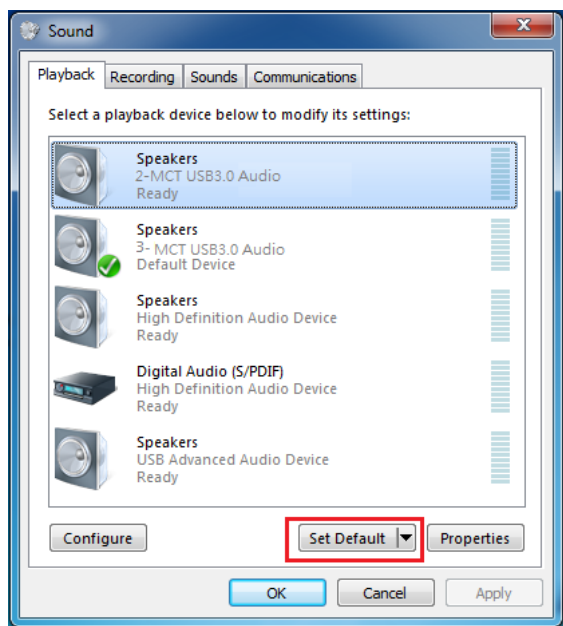 Sound
Playback Recording Sounds Communications
Select a playback device below to modify its settings:
Speakers
2-MCT USB3.0 Audio
Ready
Speakers
3- MCT USB3.0 Audio
Default Device
Speakers
High Definition Audio Device
Ready
Digital Audio (S/PDIF)
High Definition Audio Device
Ready
Speakers
USB Advanced Audio Device
Ready
Configure Set Default Properties
OK Cancel Apply